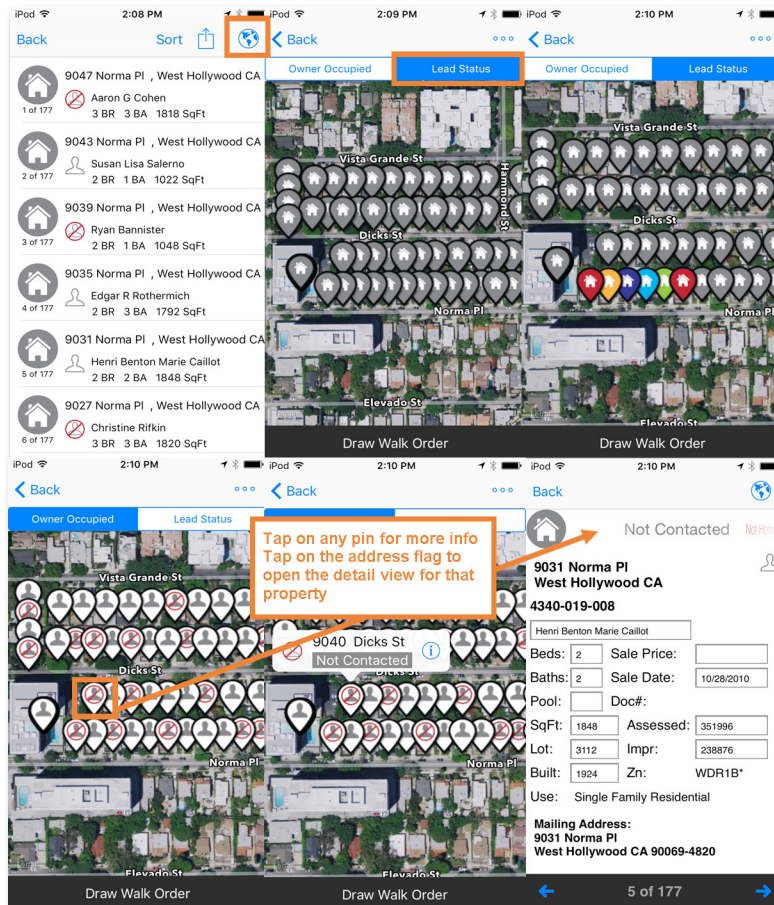 iPod 2:08 PM
Back Sort
9047 Norma Pl , West Hollywood CA
Aaron G Cohen
1 of 177
3 BR 3 BA 1818 SqFt
9043 Norma Pl , West Hollywood CA
Susan Lisa Salerno
2 of 177
2 BR 1 BA 1022 SqFt
9039 Norma Pl , West Hollywood CA
Ryan Bannister
3 of 177
2 BR 1 BA 1048 SqFt
9035 Norma Pl , West Hollywood CA
Edgar R Rothermich
4 of 177
2 BR 3 BA 1792 SqFt
9031 Norma Pl , West Hollywood CA
Henri Benton Marie Caillot
5 of 177
2 BR 2 BA 1848 SqFt
9027 Norma Pl , West Hollywood CA
Christine Rifkin
6 of 177
3 BR 3 BA 1820 SqFt
iPod 2:09 PM
Back
Owner Occupied Lead Status
Vista Grande St
Hammond St
Dicks St
Norma Pl
Elevado St
Draw Walk Order
iPod 2:10 PM
Back
Owner Occupied Lead Status
Vista Grande St
Dicks St
Norma Pl
Elevado St
Draw Walk Order
iPod 2:10 PM
Back
Owner Occupied Lead Status
Vista Grande St
Dicks St
Norma Pl
Elevado St
Draw Walk Order
iPod 2:10 PM
Back
Tap on any pin for more info
Tap on the address flag to
open the detail view for that
property
9040 Dicks St
Not Contacted
Dicks St
Norma Pl
Elevado St
Draw Walk Order
iPod 2:10 PM
Back
Not Contacted Not Hom
9031 Norma Pl
West Hollywood CA
4340-019-008
Henri Benton Marie Caillot
Beds: 2 Sale Price:
Baths: 2 Sale Date: 10/28/2010
Pool: Doc#:
SqFt: 1848 Assessed: 351996
Lot: 3112 Impr: 238876
Built: 1924 Zn: WDR1B*
Use: Single Family Residential
Mailing Address:
9031 Norma Pl
West Hollywood CA 90069-4820
5 of 177